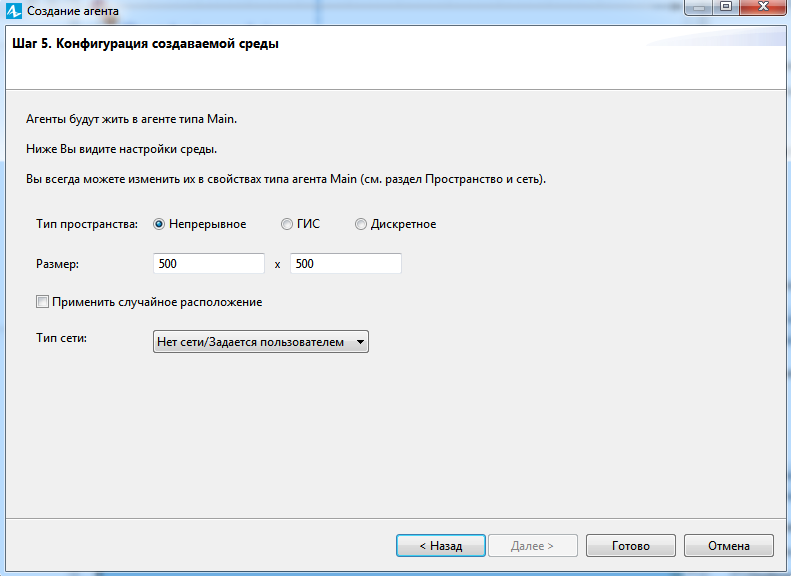 Создание агента
Шаг 5. Конфигурация создаваемой среды
Агенты будут жить в агенте типа Main.
Ниже Вы видите настройки среды.
Вы всегда можете изменить их в свойствах типа агента Main (см. раздел Пространство и сеть).
Тип пространства: Непрерывное ГИС Дискретное
Размер: 500 x 500
Применить случайное расположение
Тип сети: Нет сети/Задается пользователем
< Назад Далее > Готово Отмена